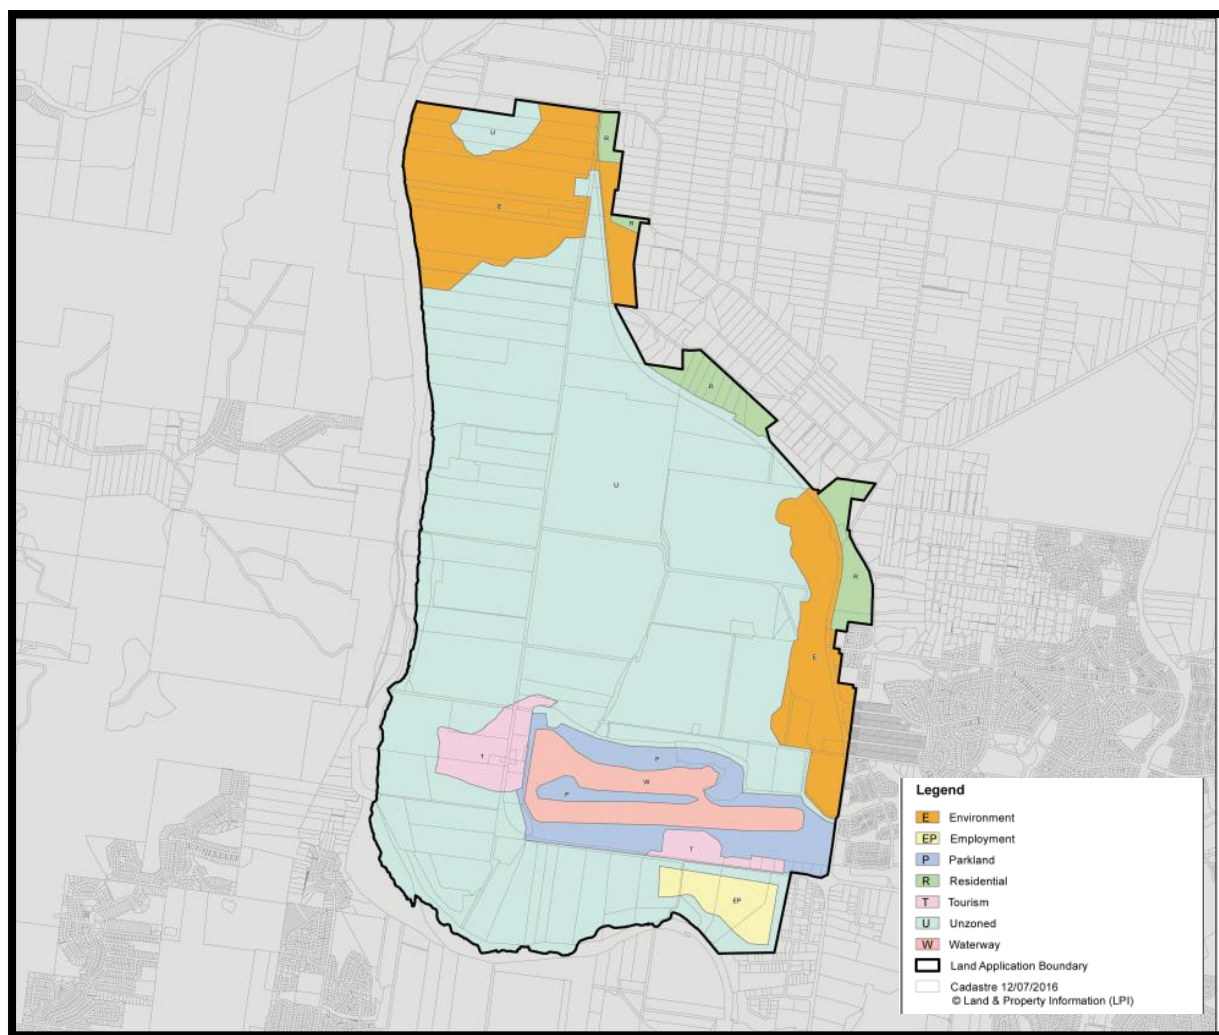 U
R
E
R
R
U
R
E
T
P
W
P
T
EP
Legend
E Environment
EP Employment
P Parkland
R Residential
T Tourism
U Unzoned
W Waterway
Land Application Boundary
Cadastre 12/07/2016
© Land & Property Information (LPI)